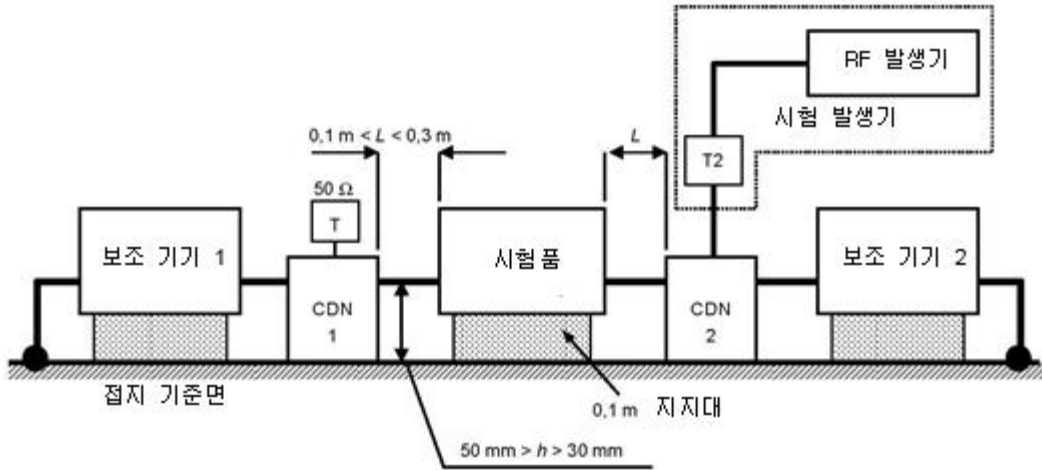 RF 발생기
시험 발생기
0,1 m < L < 0,3 m
L
T2
50 Ω
T
보조 기기 1
시험품
보조 기기 2
CDN
1
CDN
2
접지 기준면
0,1 m 지지대
50 mm > h > 30 mm